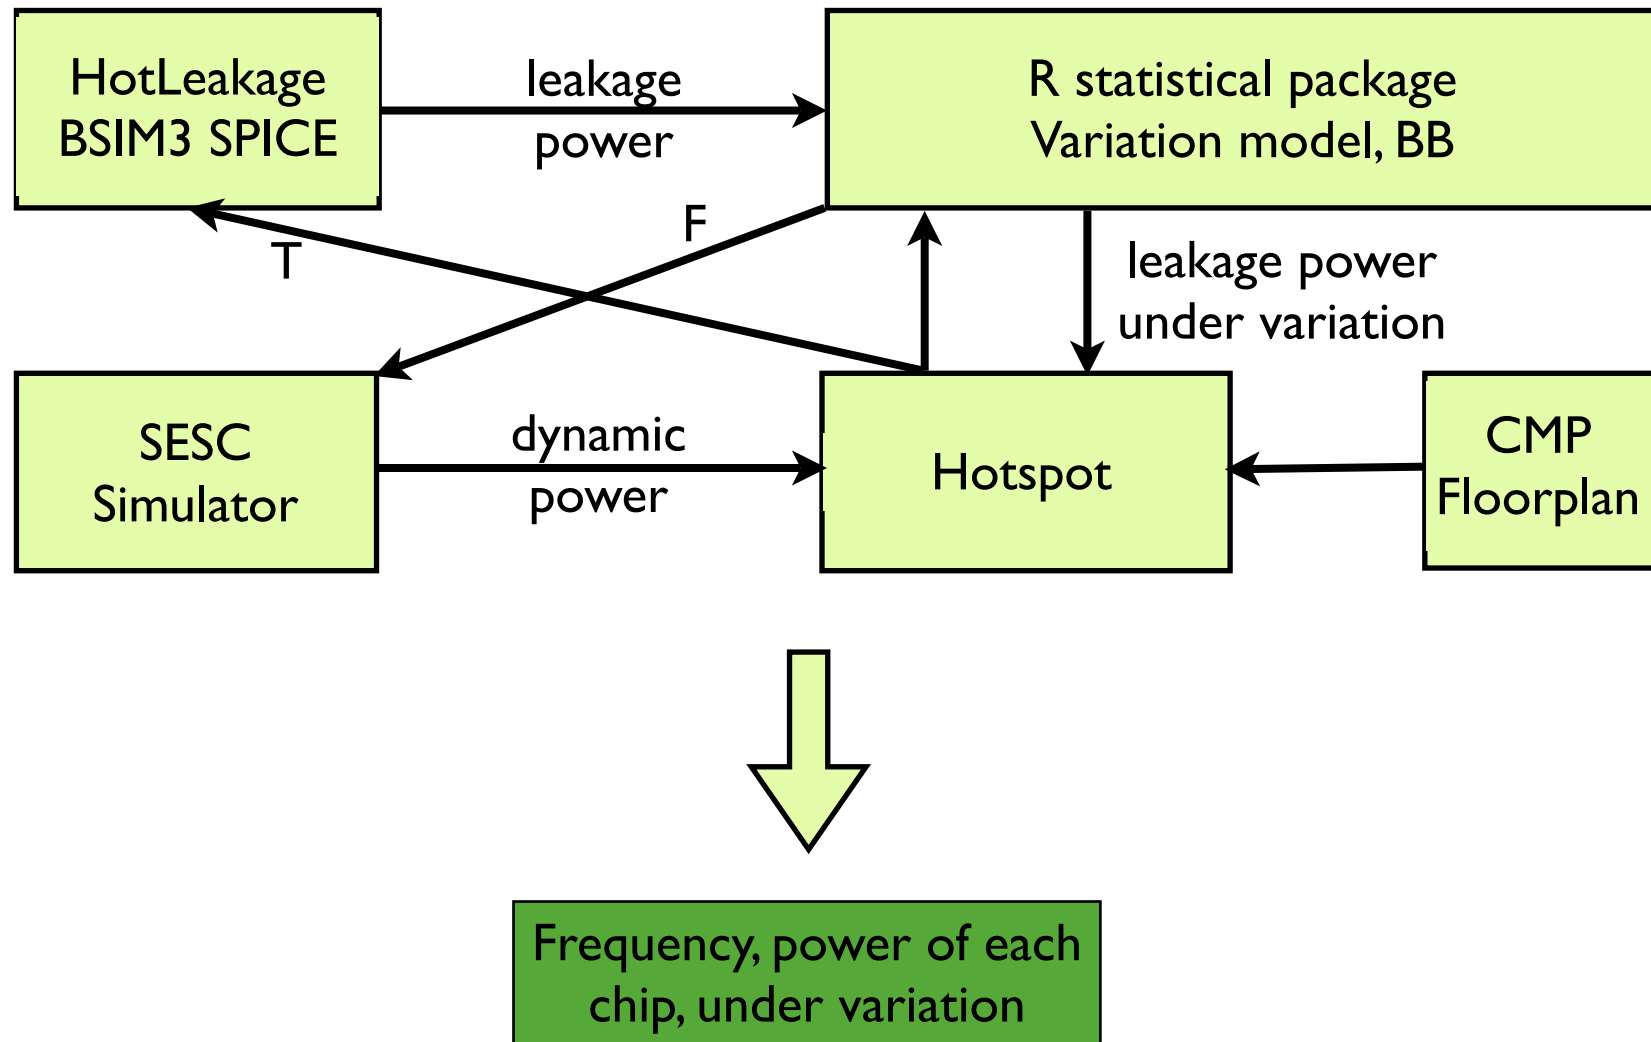 HotLeakage
BSIM3 SPICE
leakage
power
R statistical package
Variation model, BB
T
F
leakage power
under variation
SESC
Simulator
dynamic
power
Hotspot
CMP
Floorplan
Frequency, power of each
chip, under variation